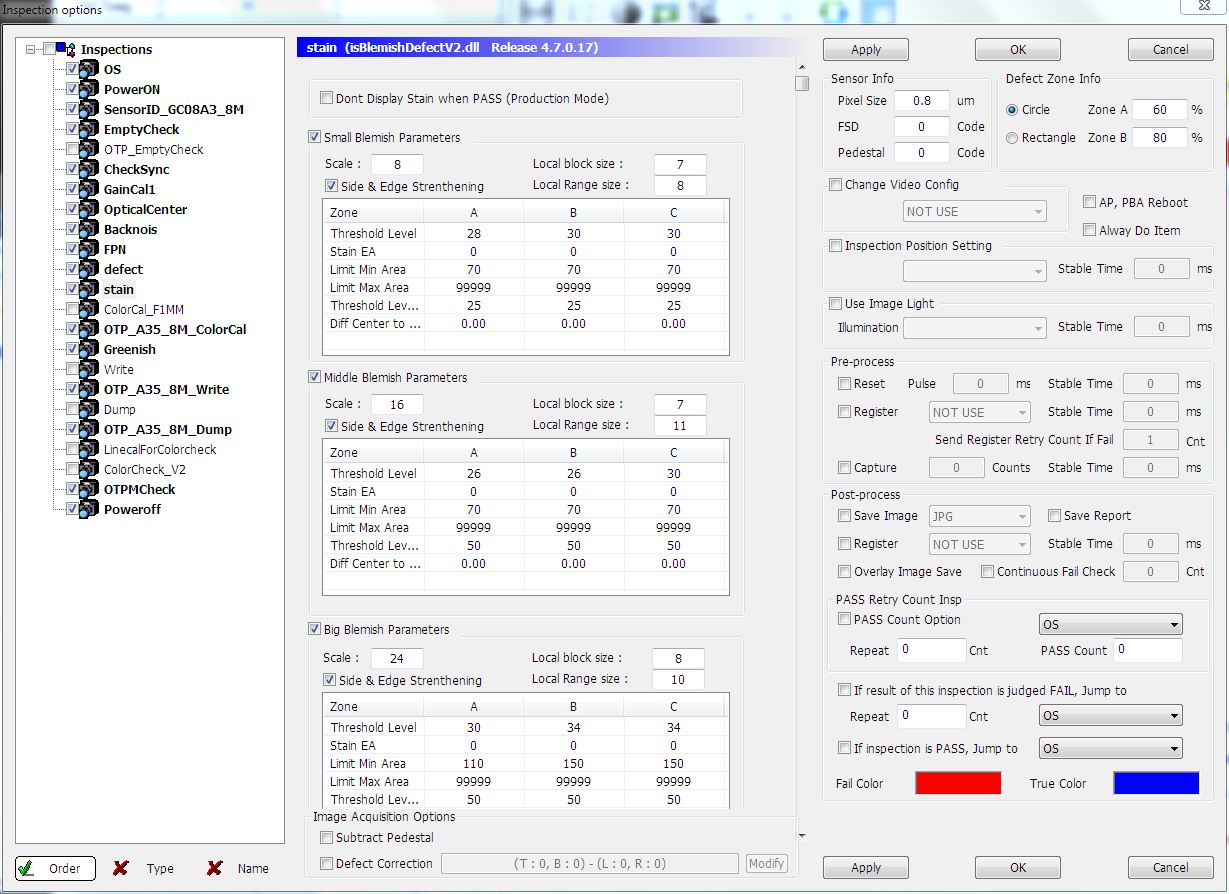 Inspection options
Inspections
OS
PowerON
SensorID_GC08A3_8M
EmptyCheck
OTP_EmptyCheck
CheckSync
GainCal1
OpticalCenter
Backnois
FPN
defect
stain
ColorCal_F1MM
OTP_A35_8M_ColorCal
Greenish
Write
OTP_A35_8M_Write
Dump
OTP_A35_8M_Dump
LinecalForColorcheck
ColorCheck_V2
OTPMCheck
Poweroff
Order Type Name
stain (isBlemishDefectV2.dll Release 4.7.0.17)
Dont Display Stain when PASS (Production Mode)
Small Blemish Parameters
Scale : 8 Local block size : 7
Side & Edge Strenthening Local Range size : 8
Zone A B C
Threshold Level 28 30 30
Stain EA 0 0 0
Limit Min Area 70 70 70
Limit Max Area 99999 99999 99999
Threshold Lev... 25 25 25
Diff Center to ... 0.00 0.00 0.00
Middle Blemish Parameters
Scale : 16 Local block size : 7
Side & Edge Strenthening Local Range size : 11
Zone A B C
Threshold Level 26 26 30
Stain EA 0 0 0
Limit Min Area 70 70 70
Limit Max Area 99999 99999 99999
Threshold Lev... 50 50 50
Diff Center to ... 0.00 0.00 0.00
Big Blemish Parameters
Scale : 24 Local block size : 8
Side & Edge Strenthening Local Range size : 10
Zone A B C
Threshold Level 30 34 34
Stain EA 0 0 0
Limit Min Area 110 150 150
Limit Max Area 99999 99999 99999
Threshold Lev... 50 50 50
Image Acquisition Options
Subtract Pedestal
Defect Correction (T : 0, B : 0) - (L : 0, R : 0) Modify
Apply OK Cancel
Sensor Info
Pixel Size 0.8 um
FSD 0 Code
Pedestal 0 Code
Defect Zone Info
Circle Zone A 60 %
Rectangle Zone B 80 %
Change Video Config
NOT USE
AP, PBA Reboot
Alway Do Item
Inspection Position Setting
Stable Time 0 ms
Use Image Light
Illumination Stable Time 0 ms
Pre-process
Reset Pulse 0 ms Stable Time 0 ms
Register NOT USE Stable Time 0 ms
Send Register Retry Count If Fail 1 Cnt
Capture 0 Counts Stable Time 0 ms
Post-process
Save Image JPG Save Report
Register NOT USE Stable Time 0 ms
Overlay Image Save Continuous Fail Check 0 Cnt
PASS Retry Count Insp
PASS Count Option OS
Repeat 0 Cnt PASS Count 0
If result of this inspection is judged FAIL, Jump to
Repeat 0 Cnt OS
If inspection is PASS, Jump to OS
Fail Color True Color
Apply OK Cancel